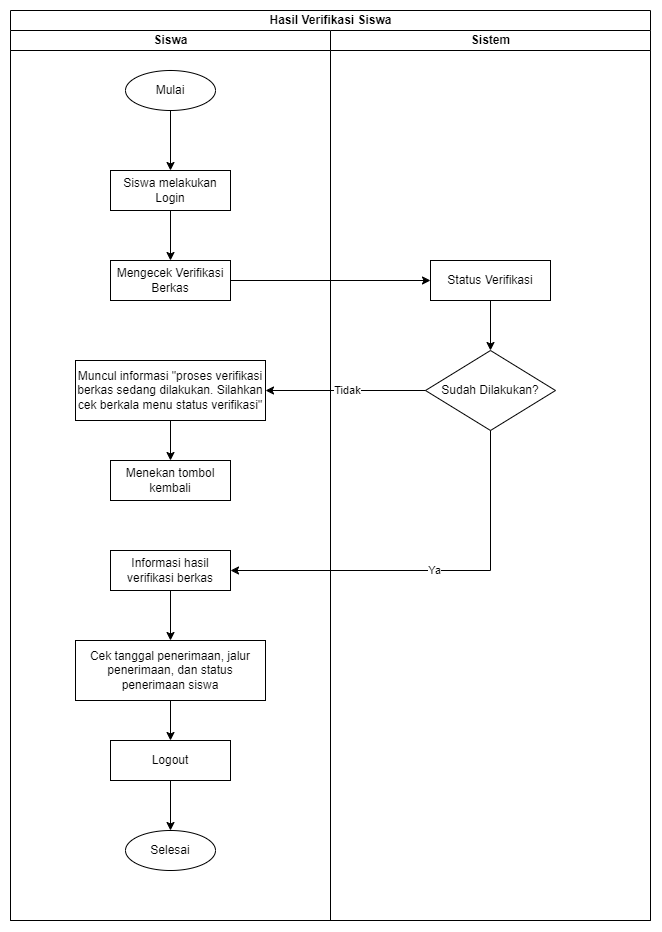 Hasil Verifikasi Siswa
Siswa
Sistem
Mulai
Siswa melakukan
Login
Mengecek Verifikasi
Berkas
Status Verifikasi
Sudah Dilakukan?
Tidak
Muncul informasi "proses verifikasi
berkas sedang dilakukan. Silahkan
cek berkala menu status verifikasi"
Menekan tombol
kembali
Ya
Informasi hasil
verifikasi berkas
Cek tanggal penerimaan, jalur
penerimaan, dan status
penerimaan siswa
Logout
Selesai